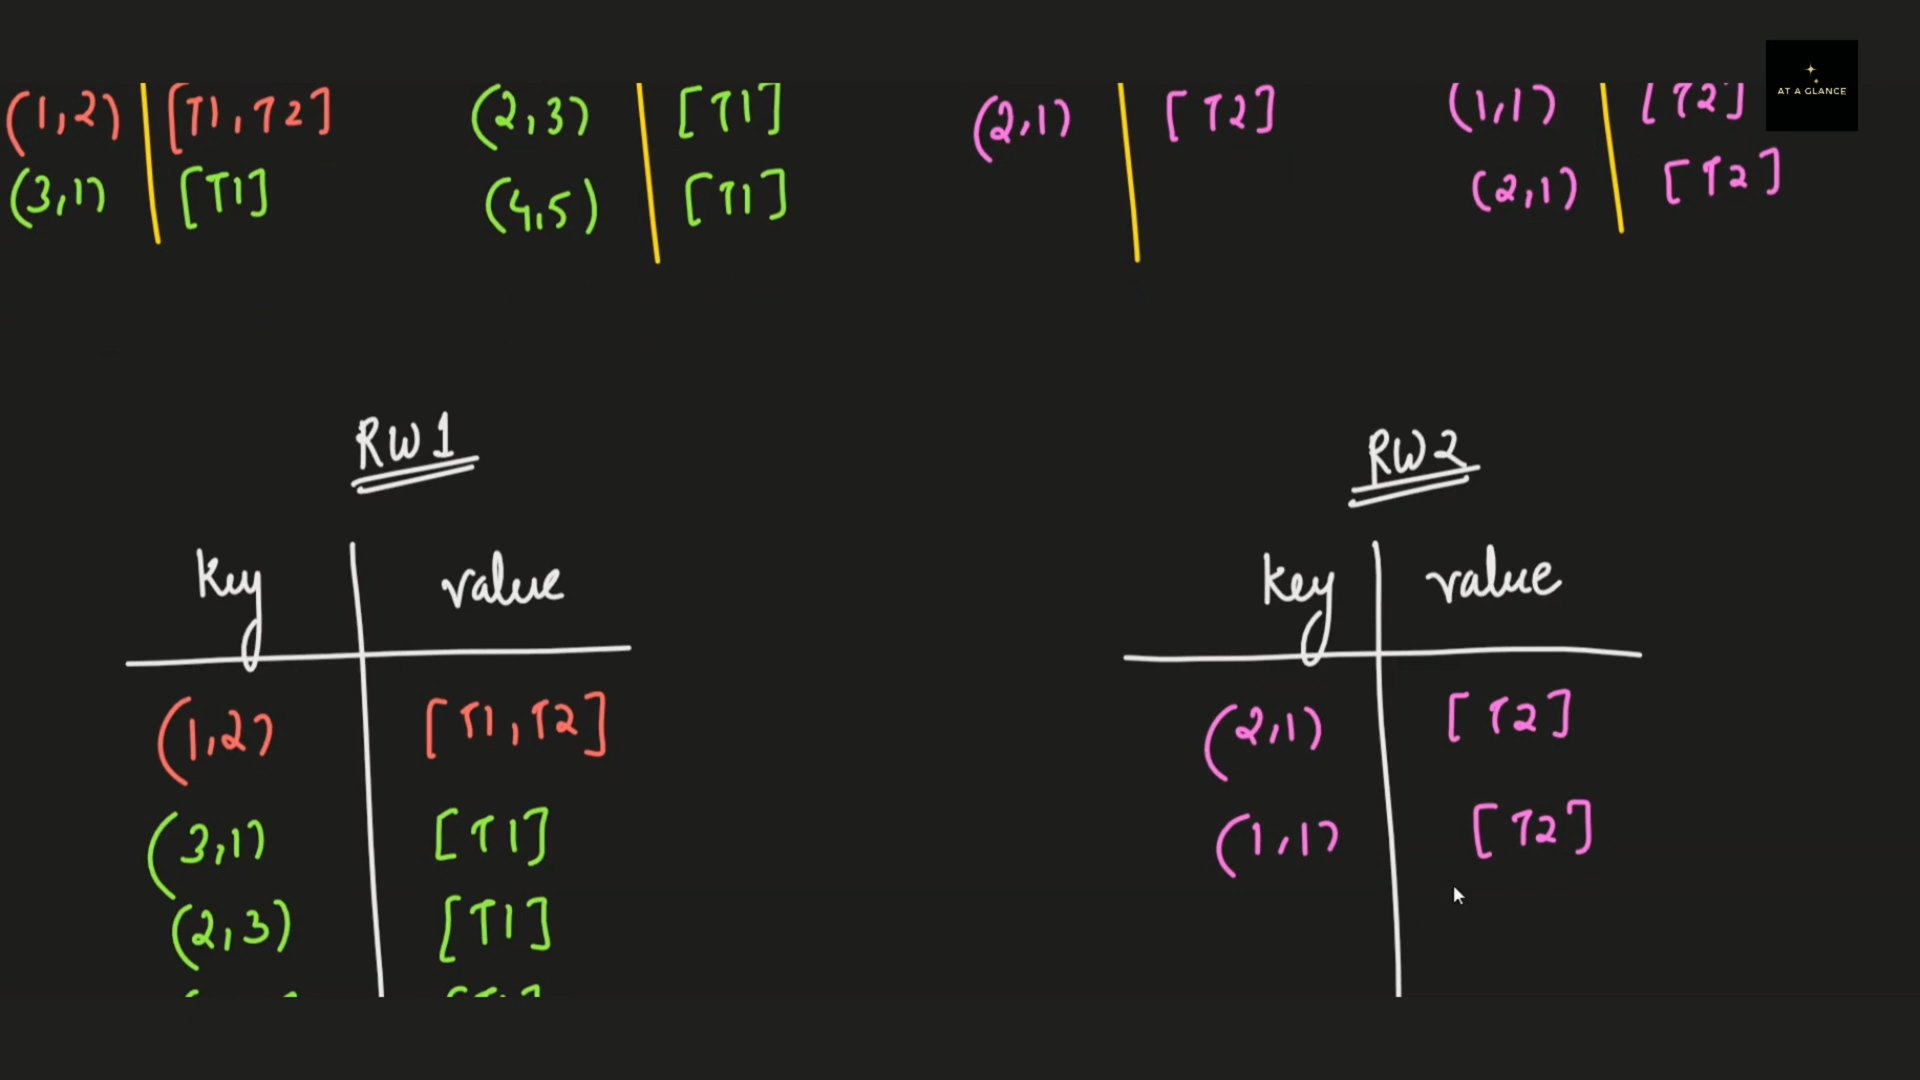 (1,2) [T1,T2] (2,3) [T1] (2,1) [T2] (1,1) [T2]
AT A GLANCE
(3,1) [T1] (4,5) [T1] (2,1) [T2]
RW1 RW2
key value key value
(1,2) [T1,T2] (2,1) [T2]
(3,1) [T1] (1,1) [T2]
(2,3) [T1]